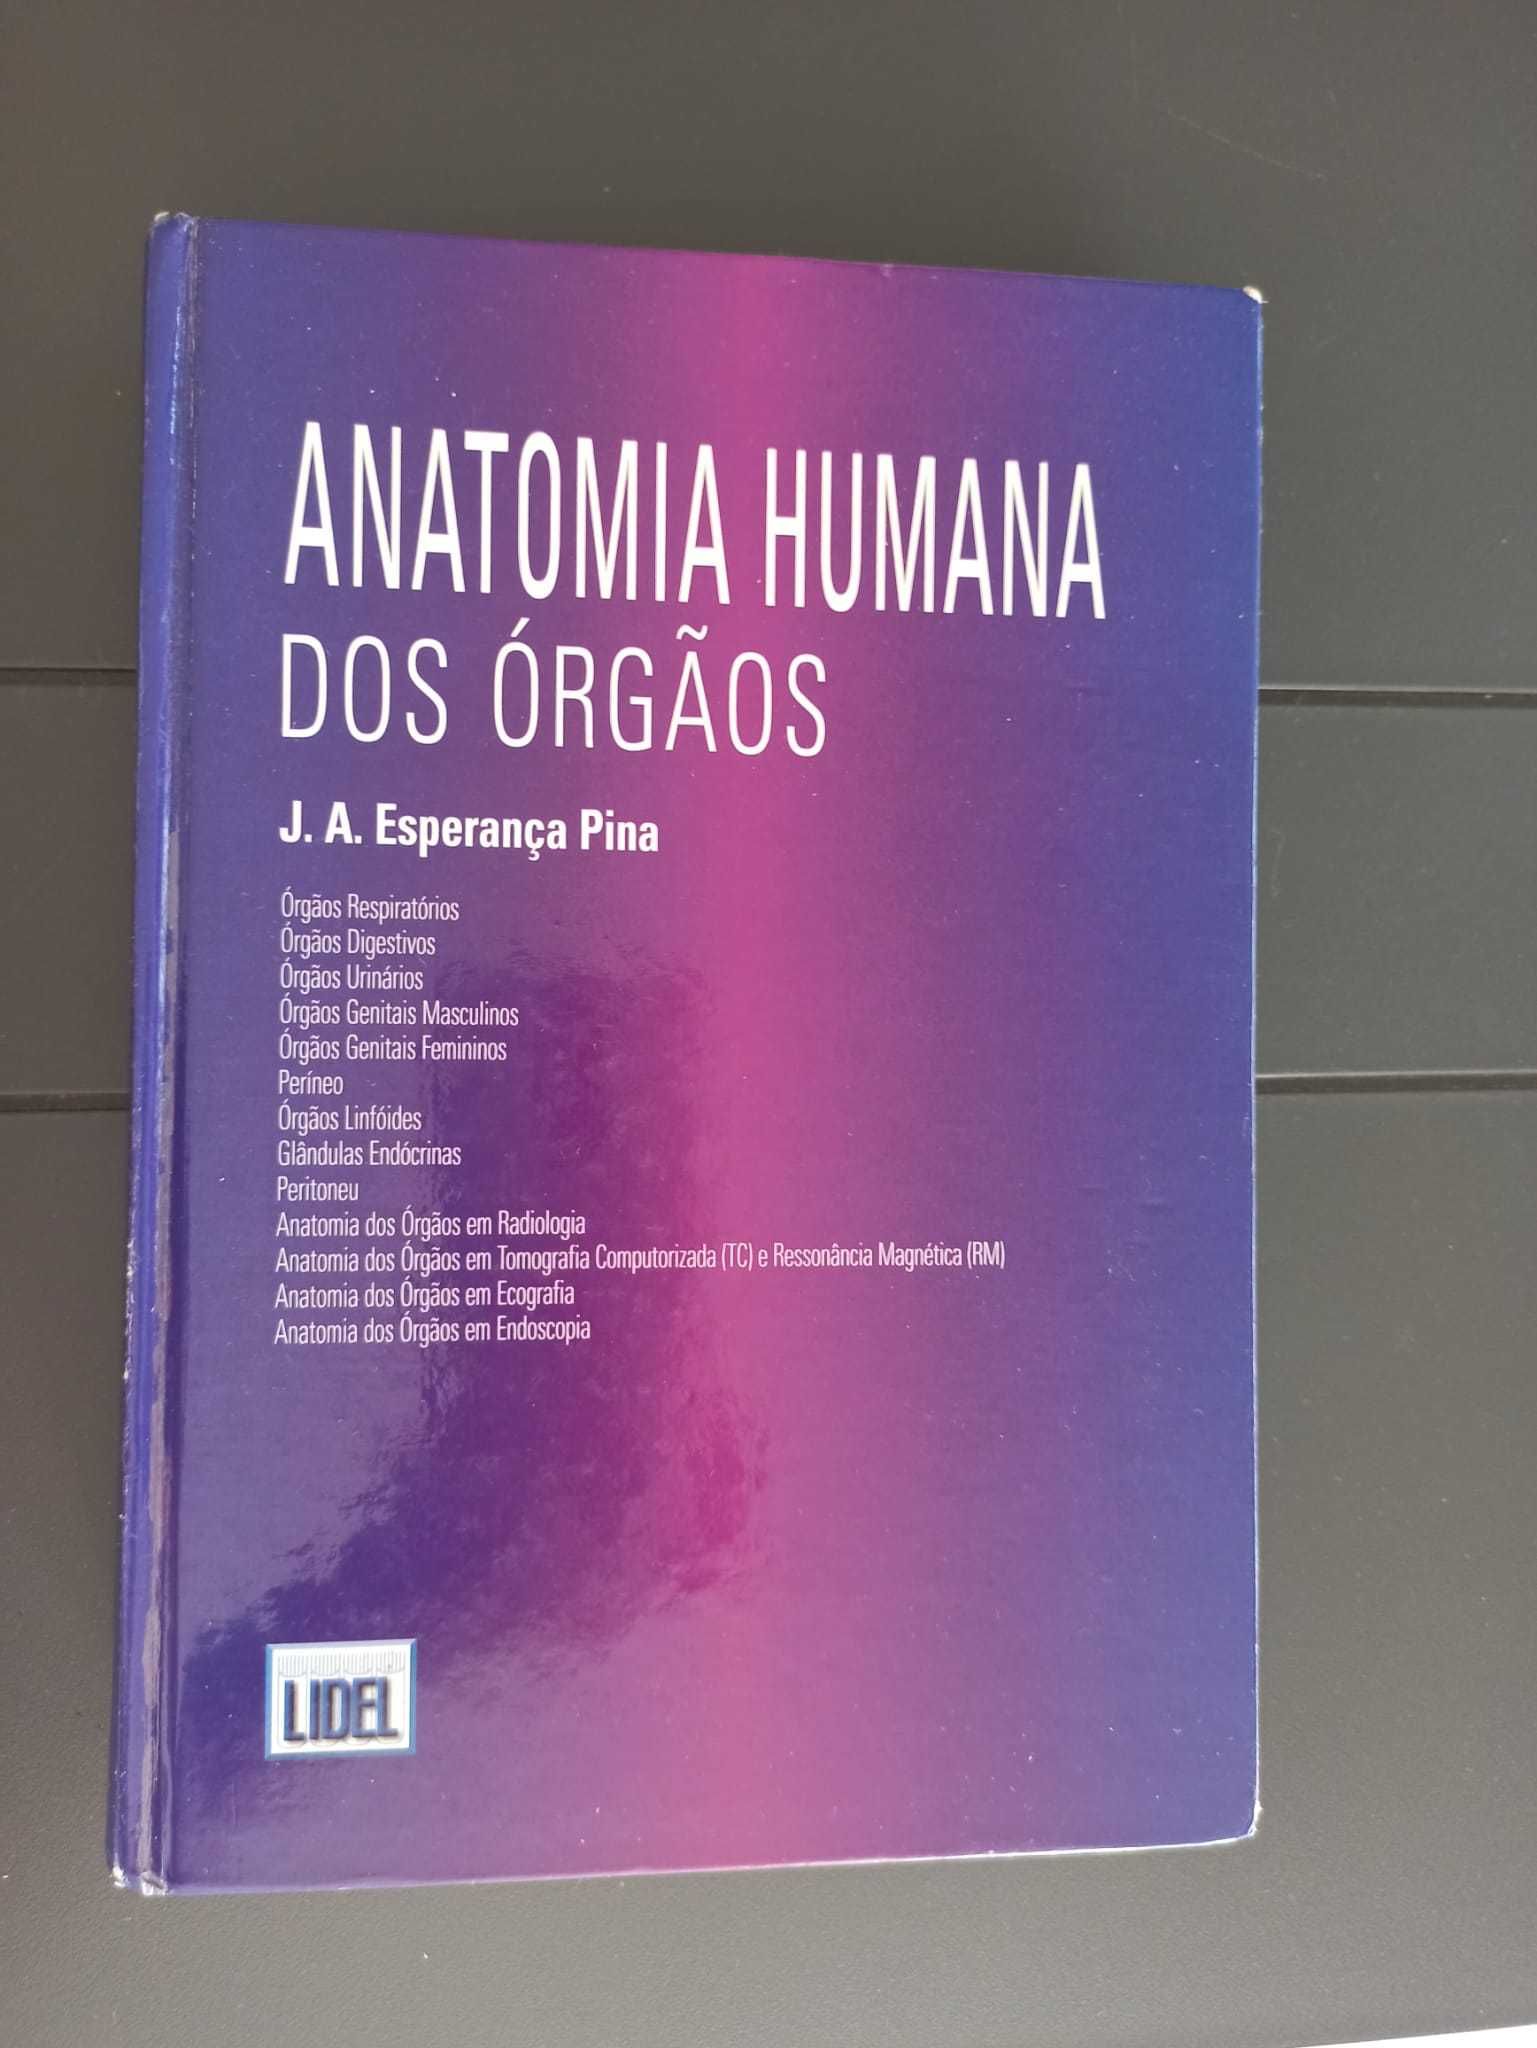 ANATOMIA HUMANA
DOS ÓRGÃOS
J. A. Esperança Pina
Órgãos Respiratórios
Órgãos Digestivos
Órgãos Urinários
Órgãos Genitais Masculinos
Órgãos Genitais Femininos
Períneo
Órgãos Linfóides
Glândulas Endócrinas
Peritoneu
Anatomia dos Órgãos em Radiologia
Anatomia dos Órgãos em Tomografia Computorizada (TC) e Ressonância Magnética (RM)
Anatomia dos Órgãos em Ecografia
Anatomia dos Órgãos em Endoscopia
LIDEL